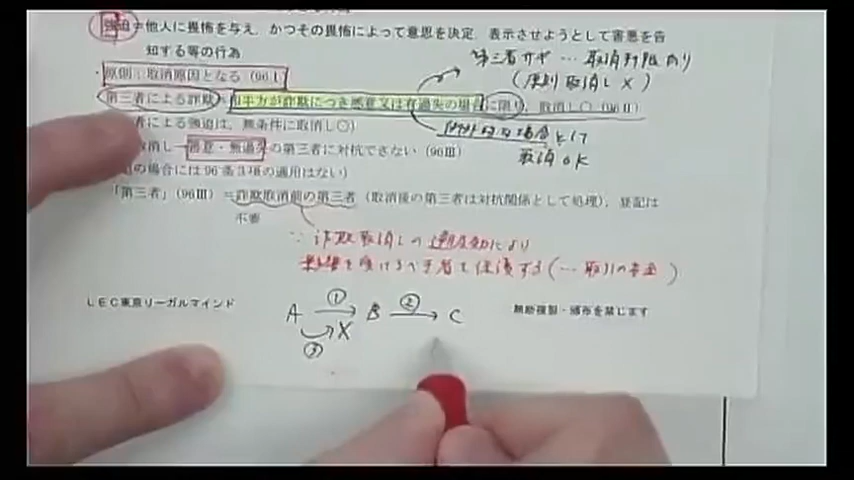 強迫＝他人に畏怖を与え，かつその畏怖によって意思を決定，表示させようとして害悪を告
知する等の行為
第三者サギ … 取消制限あり
(原則取消し×)
・原則：取消原因となる（96Ⅰ）
第三者による詐欺－相手方が詐欺につき悪意又は有過失の場合に限り，取消し○（96Ⅱ）
例外的な場合として
取消OK
者による強迫は，無条件に取消し○）
取消し－善意・無過失の第三者に対抗できない（96Ⅲ）
の場合には96条3項の適用はない）
「第三者」（96Ⅲ）＝詐欺取消前の第三者（取消後の第三者は対抗関係として処理），登記は
不要
∵ 詐欺取消しの遡及効により
を受けるべき者を保護する(… 取引の安全)
LEC東京リーガルマインド
無断複製・頒布を禁じます
A ① B ② C
③ X